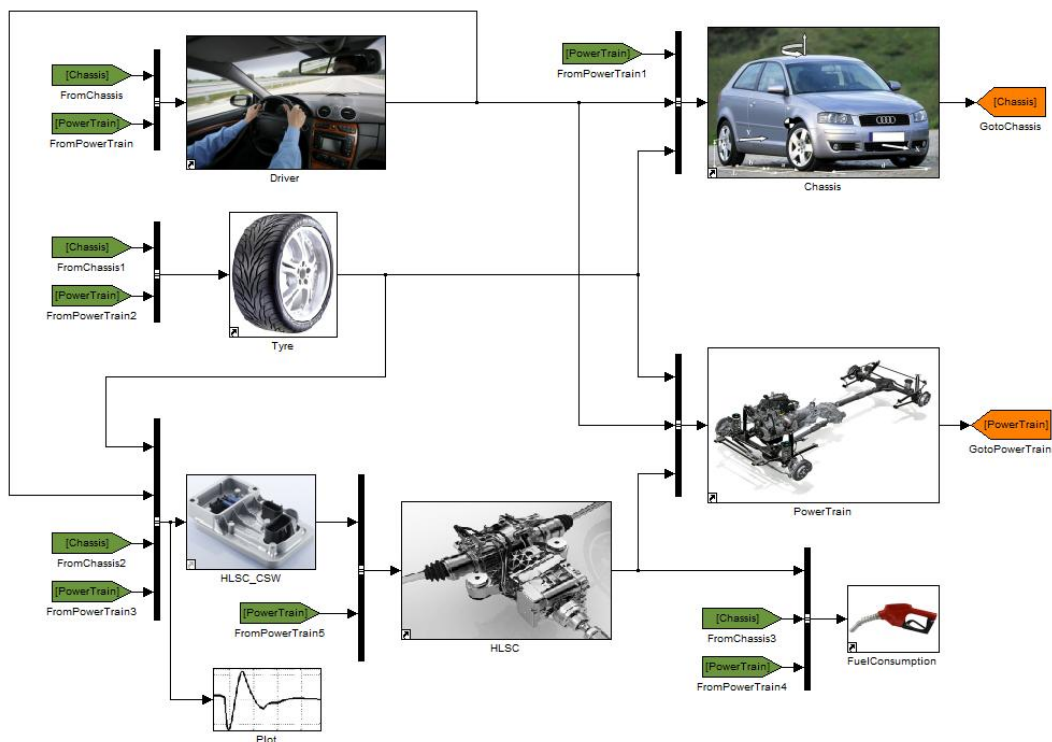 [Chassis]
FromChassis
[PowerTrain]
FromPowerTrain
Driver
[PowerTrain]
FromPowerTrain1
Chassis
[Chassis]
GotoChassis
[Chassis]
FromChassis1
[PowerTrain]
FromPowerTrain2
Tyre
PowerTrain
[PowerTrain]
GotoPowerTrain
[Chassis]
FromChassis2
[PowerTrain]
FromPowerTrain3
HLSC_CSW
[PowerTrain]
FromPowerTrain5
HLSC
[Chassis]
FromChassis3
[PowerTrain]
FromPowerTrain4
FuelConsumption
Plot